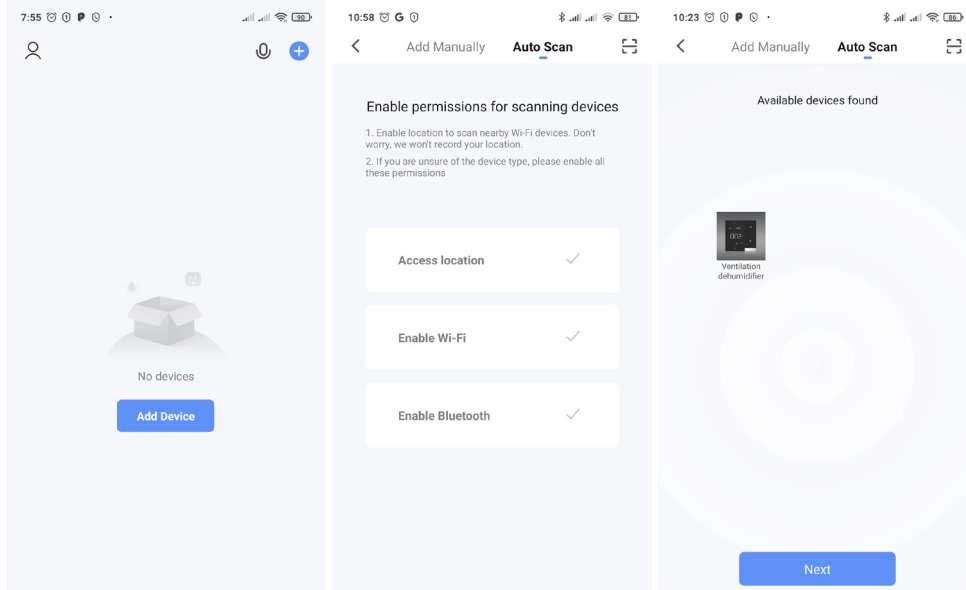 7:55
90
No devices
Add Device
10:58
G
81
Add Manually
Auto Scan
Enable permissions for scanning devices
1. Enable location to scan nearby Wi-Fi devices. Don't
worry, we won't record your location.
2. If you are unsure of the device type, please enable all
these permissions
Access location
Enable Wi-Fi
Enable Bluetooth
10:23
86
Add Manually
Auto Scan
Available devices found
Ventilation
dehumidifier
Next